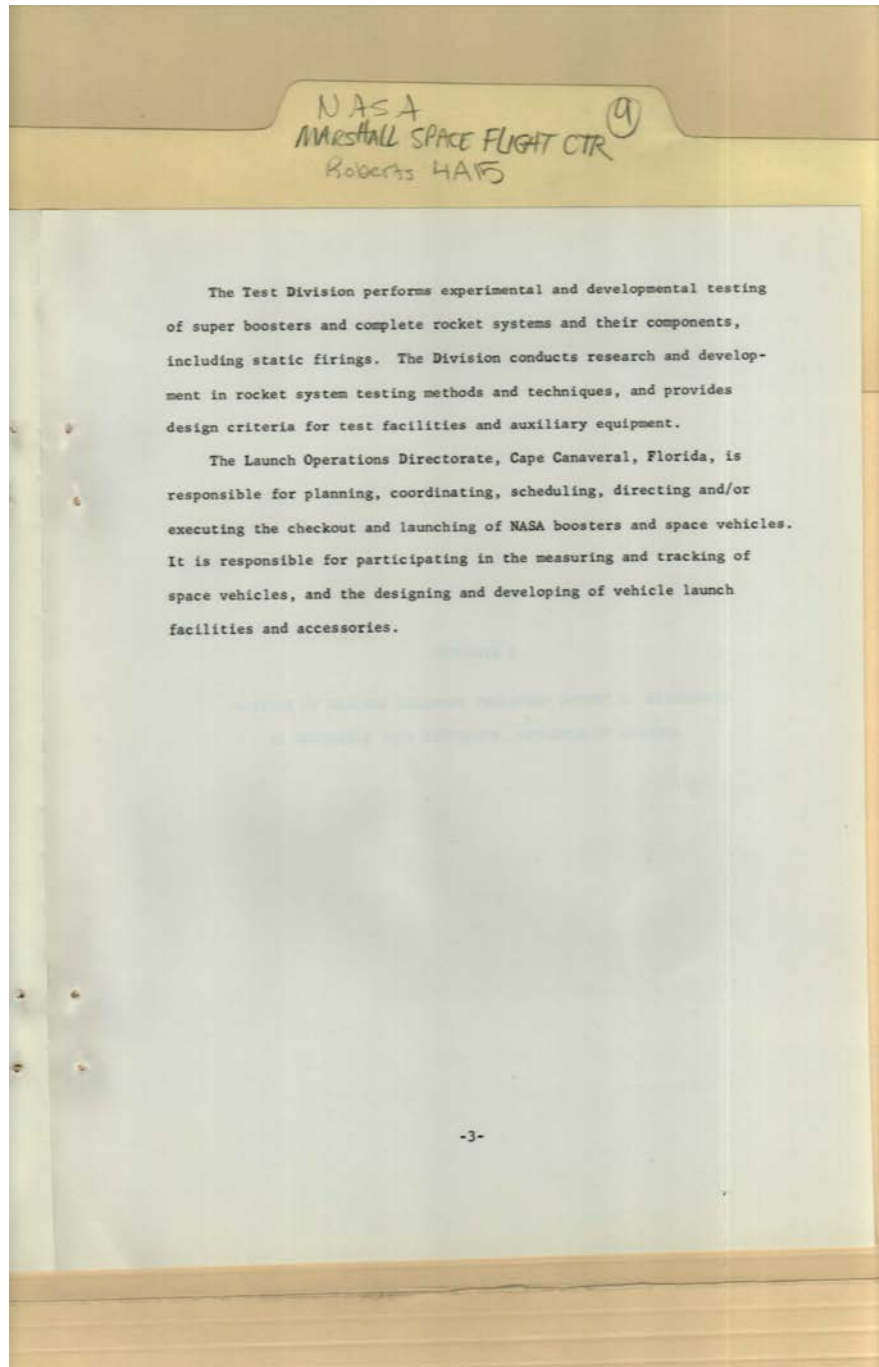 NASA
MARSHALL SPACE FLIGHT CTR 9
Roberts 4A15
The Test Division performs experimental and developmental testing
of super boosters and complete rocket systems and their components,
including static firings. The Division conducts research and develop-
ment in rocket system testing methods and techniques, and provides
design criteria for test facilities and auxiliary equipment.
The Launch Operations Directorate, Cape Canaveral, Florida, is
responsible for planning, coordinating, scheduling, directing and/or
executing the checkout and launching of NASA boosters and space vehicles.
It is responsible for participating in the measuring and tracking of
space vehicles, and the designing and developing of vehicle launch
facilities and accessories.
-3-